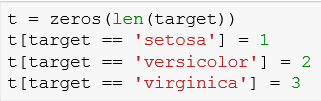 t = zeros(len(target))
t[target == 'setosa'] = 1
t[target == 'versicolor'] = 2
t[target == 'virginica'] = 3